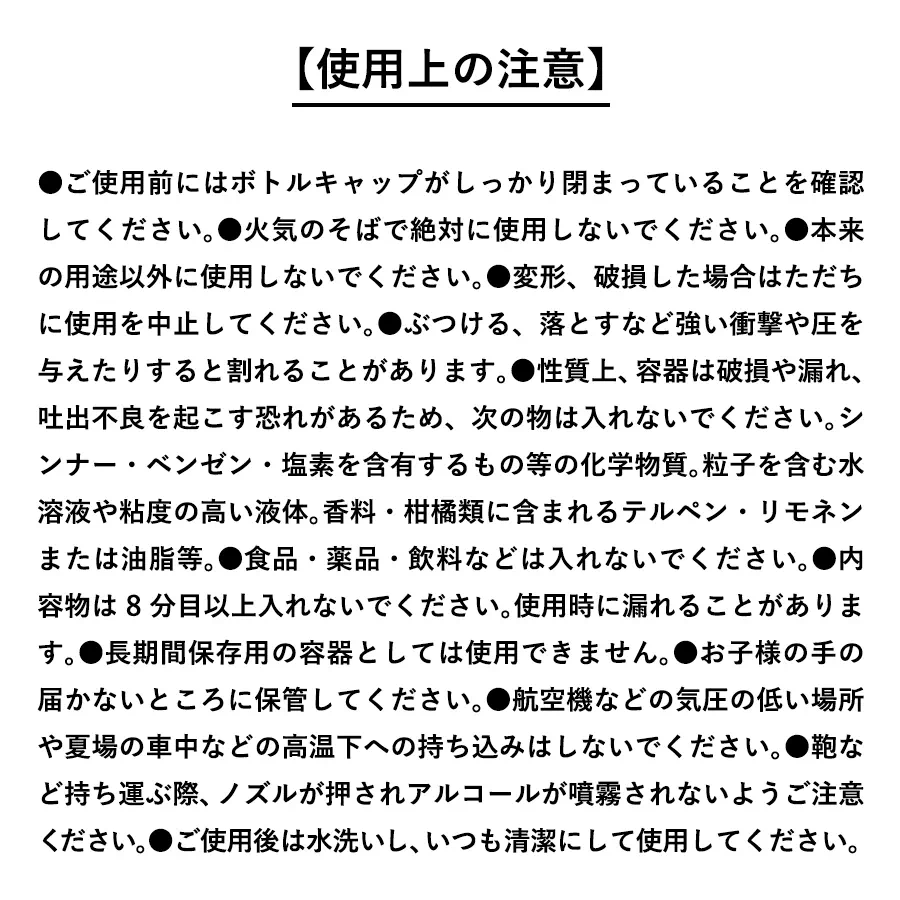 【使用上の注意】
●ご使用前にはボトルキャップがしっかり閉まっていることを確認
してください。●火気のそばで絶対に使用しないでください。●本来
の用途以外に使用しないでください。●変形、破損した場合はただち
に使用を中止してください。●ぶつける、落とすなど強い衝撃や圧を
与えたりすると割れることがあります。●性質上、容器は破損や漏れ、
吐出不良を起こす恐れがあるため、次の物は入れないでください。シ
ンナー・ベンゼン・塩素を含有するもの等の化学物質。粒子を含む水
溶液や粘度の高い液体。香料・柑橘類に含まれるテルペン・リモネン
または油脂等。●食品・薬品・飲料などは入れないでください。●内
容物は８分目以上入れないでください。使用時に漏れることがありま
す。●長期間保存用の容器としては使用できません。●お子様の手の
届かないところに保管してください。●航空機などの気圧の低い場所
や夏場の車中などの高温下への持ち込みはしないでください。●鞄な
ど持ち運ぶ際、ノズルが押されアルコールが噴霧されないようご注意
ください。●ご使用後は水洗いし、いつも清潔にして使用してください。